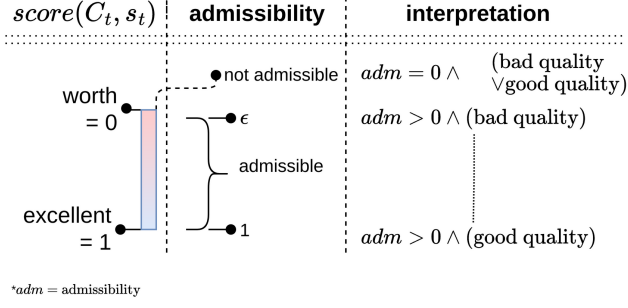 score(C_t, s_t) admissibility interpretation
not admissible adm = 0 ∧ (bad quality
∨good quality)
worth
= 0
ϵ adm > 0 ∧ (bad quality)
admissible
excellent
= 1
1 adm > 0 ∧ (good quality)
*adm = admissibility